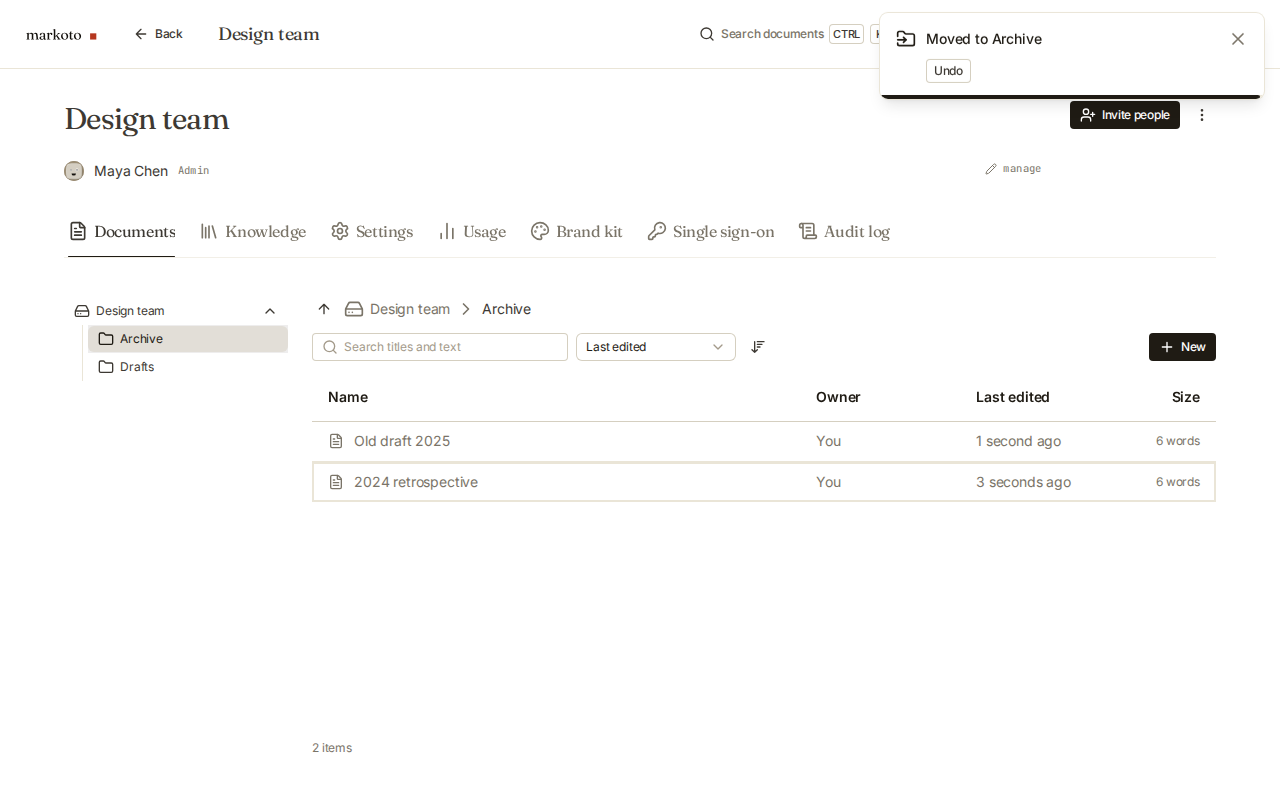 markoto
Back
Design team
Search documents CTRL
Moved to Archive
Undo
Design team
Invite people
Maya Chen Admin
manage
Documents
Knowledge
Settings
Usage
Brand kit
Single sign-on
Audit log
Design team
Archive
Drafts
Design team
Archive
Search titles and text
Last edited
New
Name Owner Last edited Size
Old draft 2025 You 1 second ago 6 words
2024 retrospective You 3 seconds ago 6 words
2 items